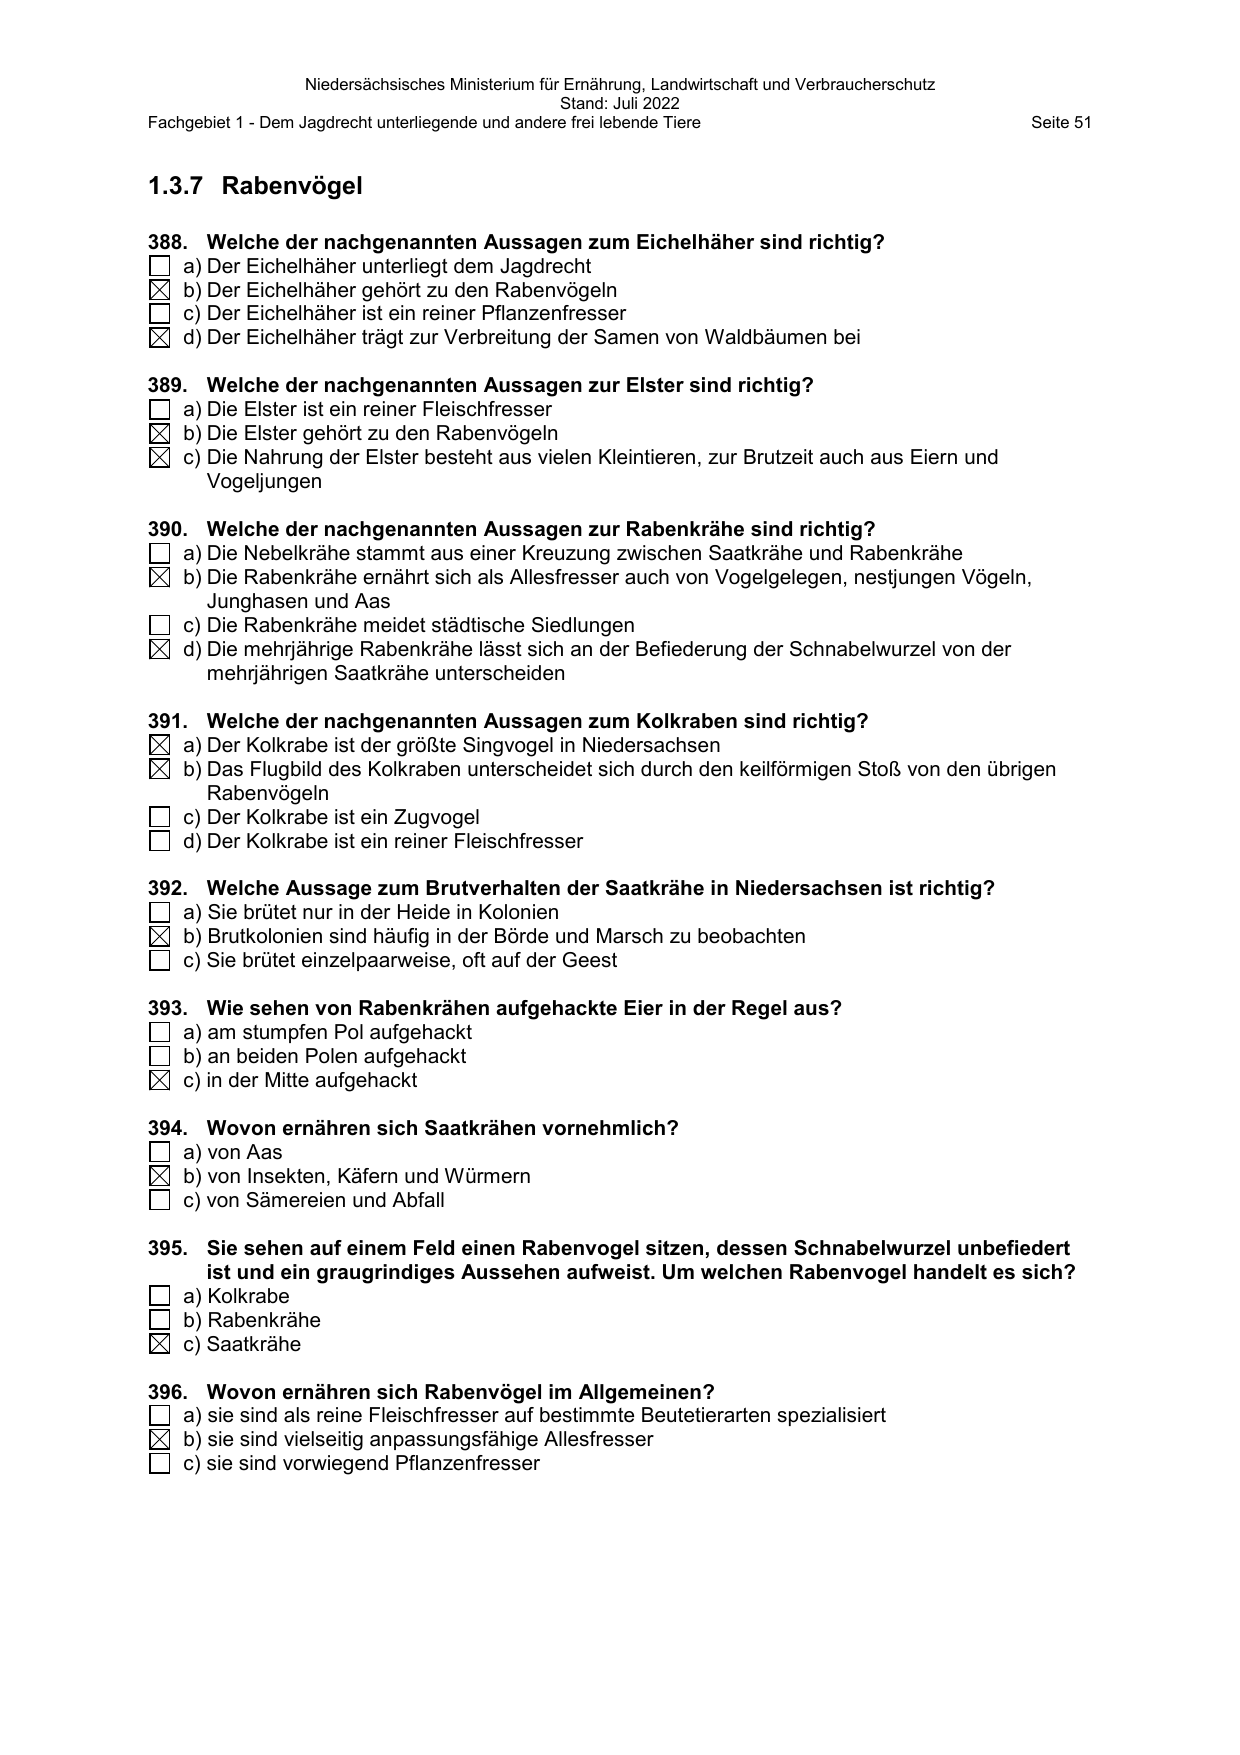 Niedersächsisches Ministerium für Ernährung, Landwirtschaft und Verbraucherschutz
Stand: Juli 2022
Fachgebiet 1 - Dem Jagdrecht unterliegende und andere frei lebende Tiere Seite 51
1.3.7 Rabenvögel
388. Welche der nachgenannten Aussagen zum Eichelhäher sind richtig?
☐ a) Der Eichelhäher unterliegt dem Jagdrecht
☒ b) Der Eichelhäher gehört zu den Rabenvögeln
☐ c) Der Eichelhäher ist ein reiner Pflanzenfresser
☒ d) Der Eichelhäher trägt zur Verbreitung der Samen von Waldbäumen bei
389. Welche der nachgenannten Aussagen zur Elster sind richtig?
☐ a) Die Elster ist ein reiner Fleischfresser
☒ b) Die Elster gehört zu den Rabenvögeln
☒ c) Die Nahrung der Elster besteht aus vielen Kleintieren, zur Brutzeit auch aus Eiern und
Vogeljungen
390. Welche der nachgenannten Aussagen zur Rabenkrähe sind richtig?
☐ a) Die Nebelkrähe stammt aus einer Kreuzung zwischen Saatkrähe und Rabenkrähe
☒ b) Die Rabenkrähe ernährt sich als Allesfresser auch von Vogelgelegen, nestjungen Vögeln,
Junghasen und Aas
☐ c) Die Rabenkrähe meidet städtische Siedlungen
☒ d) Die mehrjährige Rabenkrähe lässt sich an der Befiederung der Schnabelwurzel von der
mehrjährigen Saatkrähe unterscheiden
391. Welche der nachgenannten Aussagen zum Kolkraben sind richtig?
☒ a) Der Kolkrabe ist der größte Singvogel in Niedersachsen
☒ b) Das Flugbild des Kolkraben unterscheidet sich durch den keilförmigen Stoß von den übrigen
Rabenvögeln
☐ c) Der Kolkrabe ist ein Zugvogel
☐ d) Der Kolkrabe ist ein reiner Fleischfresser
392. Welche Aussage zum Brutverhalten der Saatkrähe in Niedersachsen ist richtig?
☐ a) Sie brütet nur in der Heide in Kolonien
☒ b) Brutkolonien sind häufig in der Börde und Marsch zu beobachten
☐ c) Sie brütet einzelpaarweise, oft auf der Geest
393. Wie sehen von Rabenkrähen aufgehackte Eier in der Regel aus?
☐ a) am stumpfen Pol aufgehackt
☐ b) an beiden Polen aufgehackt
☒ c) in der Mitte aufgehackt
394. Wovon ernähren sich Saatkrähen vornehmlich?
☐ a) von Aas
☒ b) von Insekten, Käfern und Würmern
☐ c) von Sämereien und Abfall
395. Sie sehen auf einem Feld einen Rabenvogel sitzen, dessen Schnabelwurzel unbefiedert
ist und ein graugrindiges Aussehen aufweist. Um welchen Rabenvogel handelt es sich?
☐ a) Kolkrabe
☐ b) Rabenkrähe
☒ c) Saatkrähe
396. Wovon ernähren sich Rabenvögel im Allgemeinen?
☐ a) sie sind als reine Fleischfresser auf bestimmte Beutetierarten spezialisiert
☒ b) sie sind vielseitig anpassungsfähige Allesfresser
☐ c) sie sind vorwiegend Pflanzenfresser